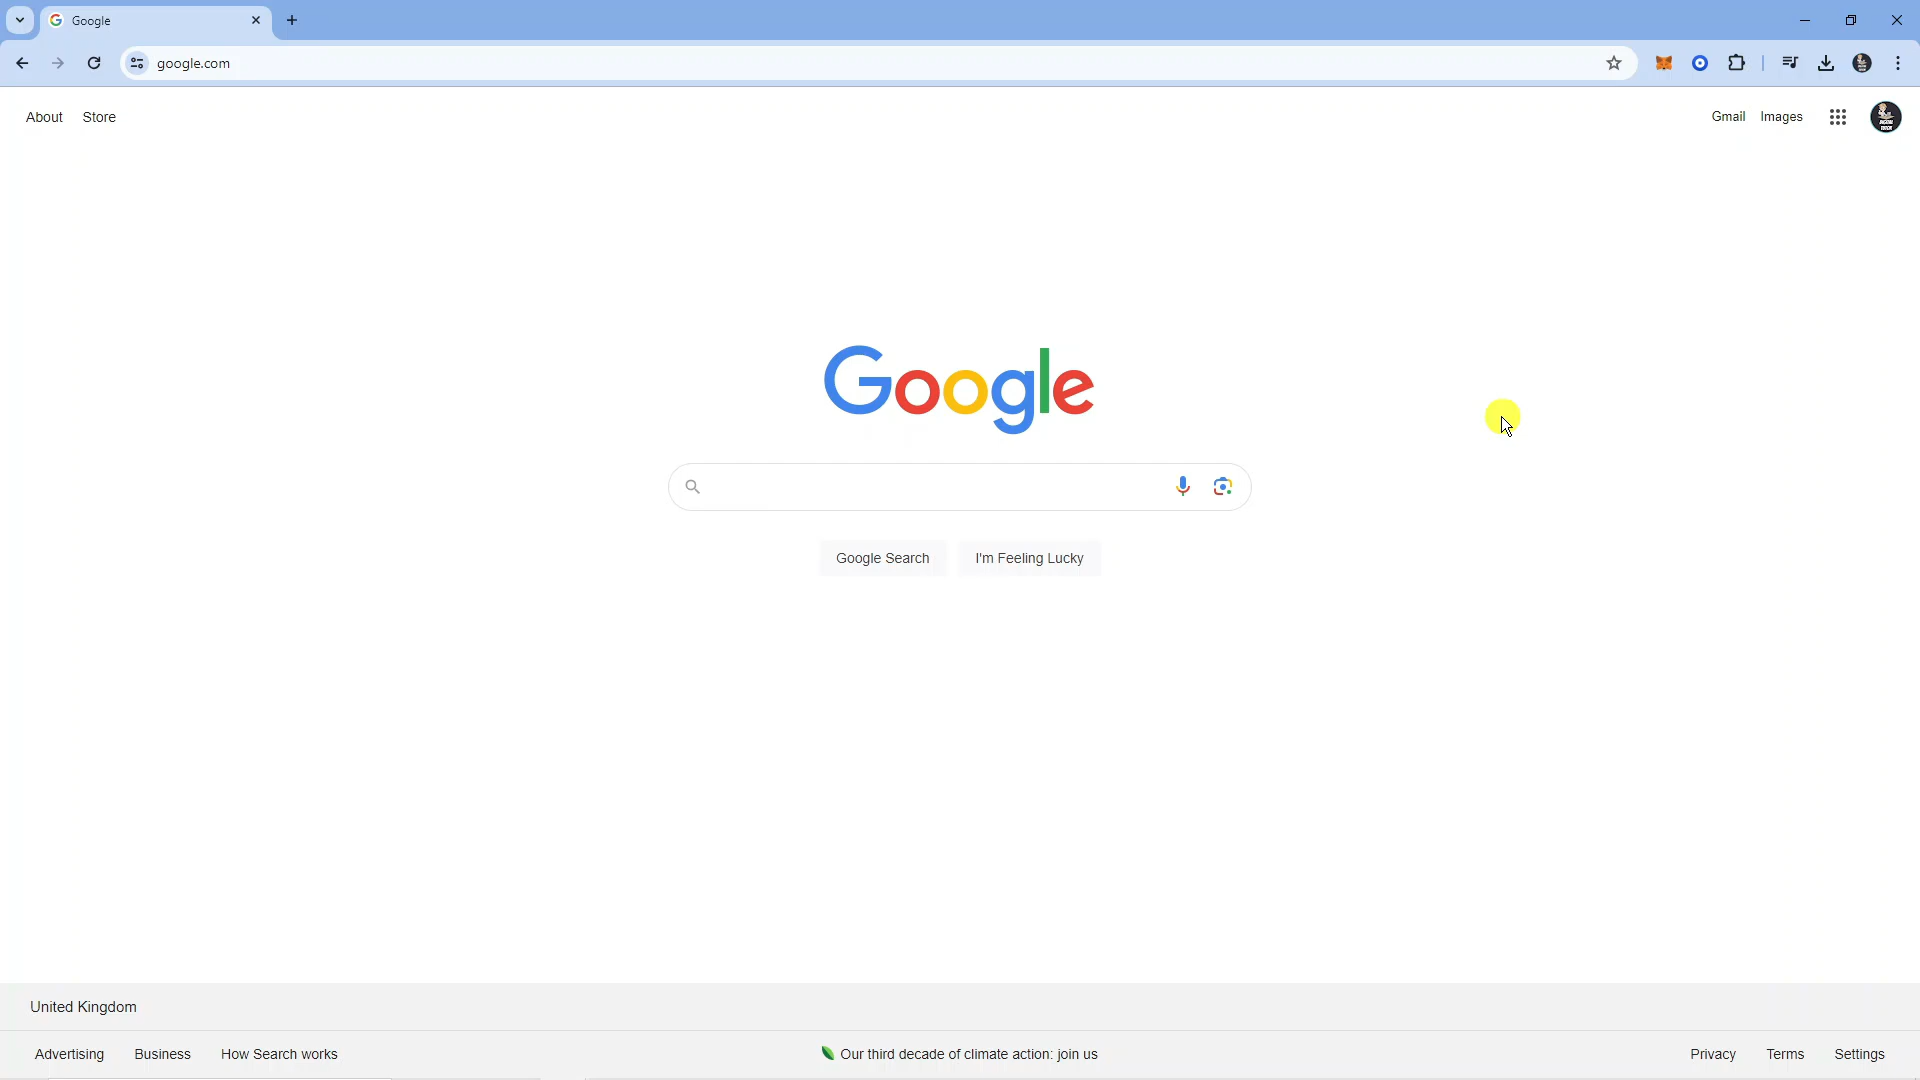 Google
google.com
About Store
Gmail Images
Google
Google Search I'm Feeling Lucky
United Kingdom
Advertising Business How Search works
Our third decade of climate action: join us
Privacy Terms Settings